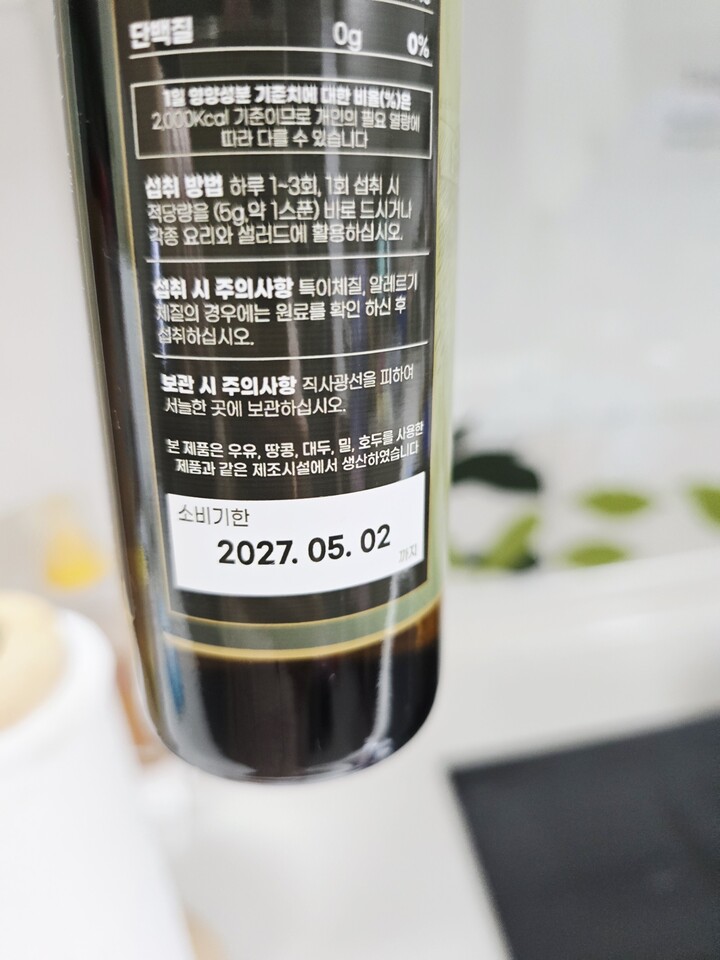 단백질 0g 0%
1일 영양성분 기준치에 대한 비율(%)은
2,000Kcal 기준이므로 개인의 필요 열량에
따라 다를 수 있습니다
섭취 방법 하루 1~3회, 1회 섭취 시
적당량을 (5g,약 1스푼) 바로 드시거나
각종 요리와 샐러드에 활용하십시오.
섭취 시 주의사항 특이체질, 알레르기
체질의 경우에는 원료를 확인 하신 후
섭취하십시오.
보관 시 주의사항 직사광선을 피하여
서늘한 곳에 보관하십시오.
본 제품은 우유, 땅콩, 대두, 밀, 호두를 사용한
제품과 같은 제조시설에서 생산하였습니다
소비기한
2027. 05. 02
까지